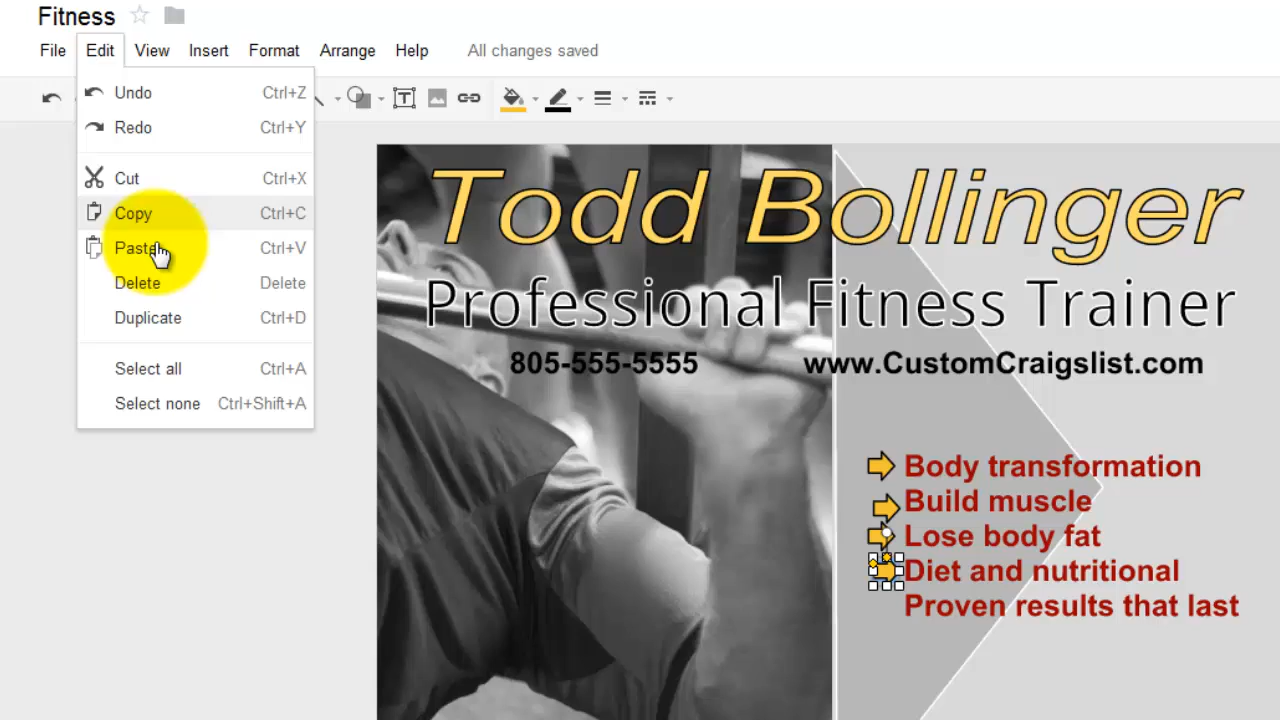 Fitness
File Edit View Insert Format Arrange Help All changes saved
Undo Ctrl+Z
Redo Ctrl+Y
Cut Ctrl+X
Copy Ctrl+C
Paste Ctrl+V
Delete Delete
Duplicate Ctrl+D
Select all Ctrl+A
Select none Ctrl+Shift+A
Todd Bollinger
Professional Fitness Trainer
805-555-5555 www.CustomCraigslist.com
Body transformation
Build muscle
Lose body fat
Diet and nutritional
Proven results that last